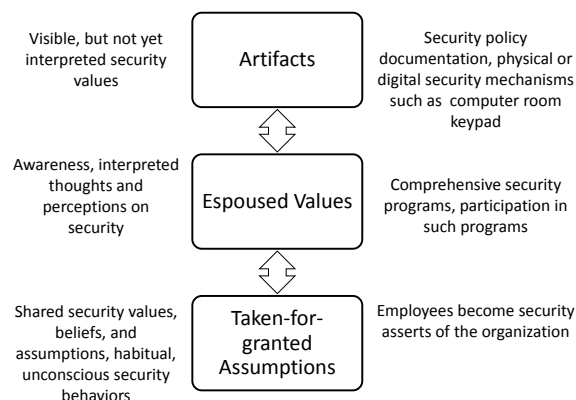 Visible, but not yet
interpreted security
values
Artifacts
Security policy
documentation, physical or
digital security mechanisms
such as computer room
keypad
Awareness, interpreted
thoughts and
perceptions on
security
Espoused Values
Comprehensive security
programs, participation in
such programs
Shared security values,
beliefs, and
assumptions, habitual,
unconscious security
behaviors
Taken-for-
granted
Assumptions
Employees become security
asserts of the organization